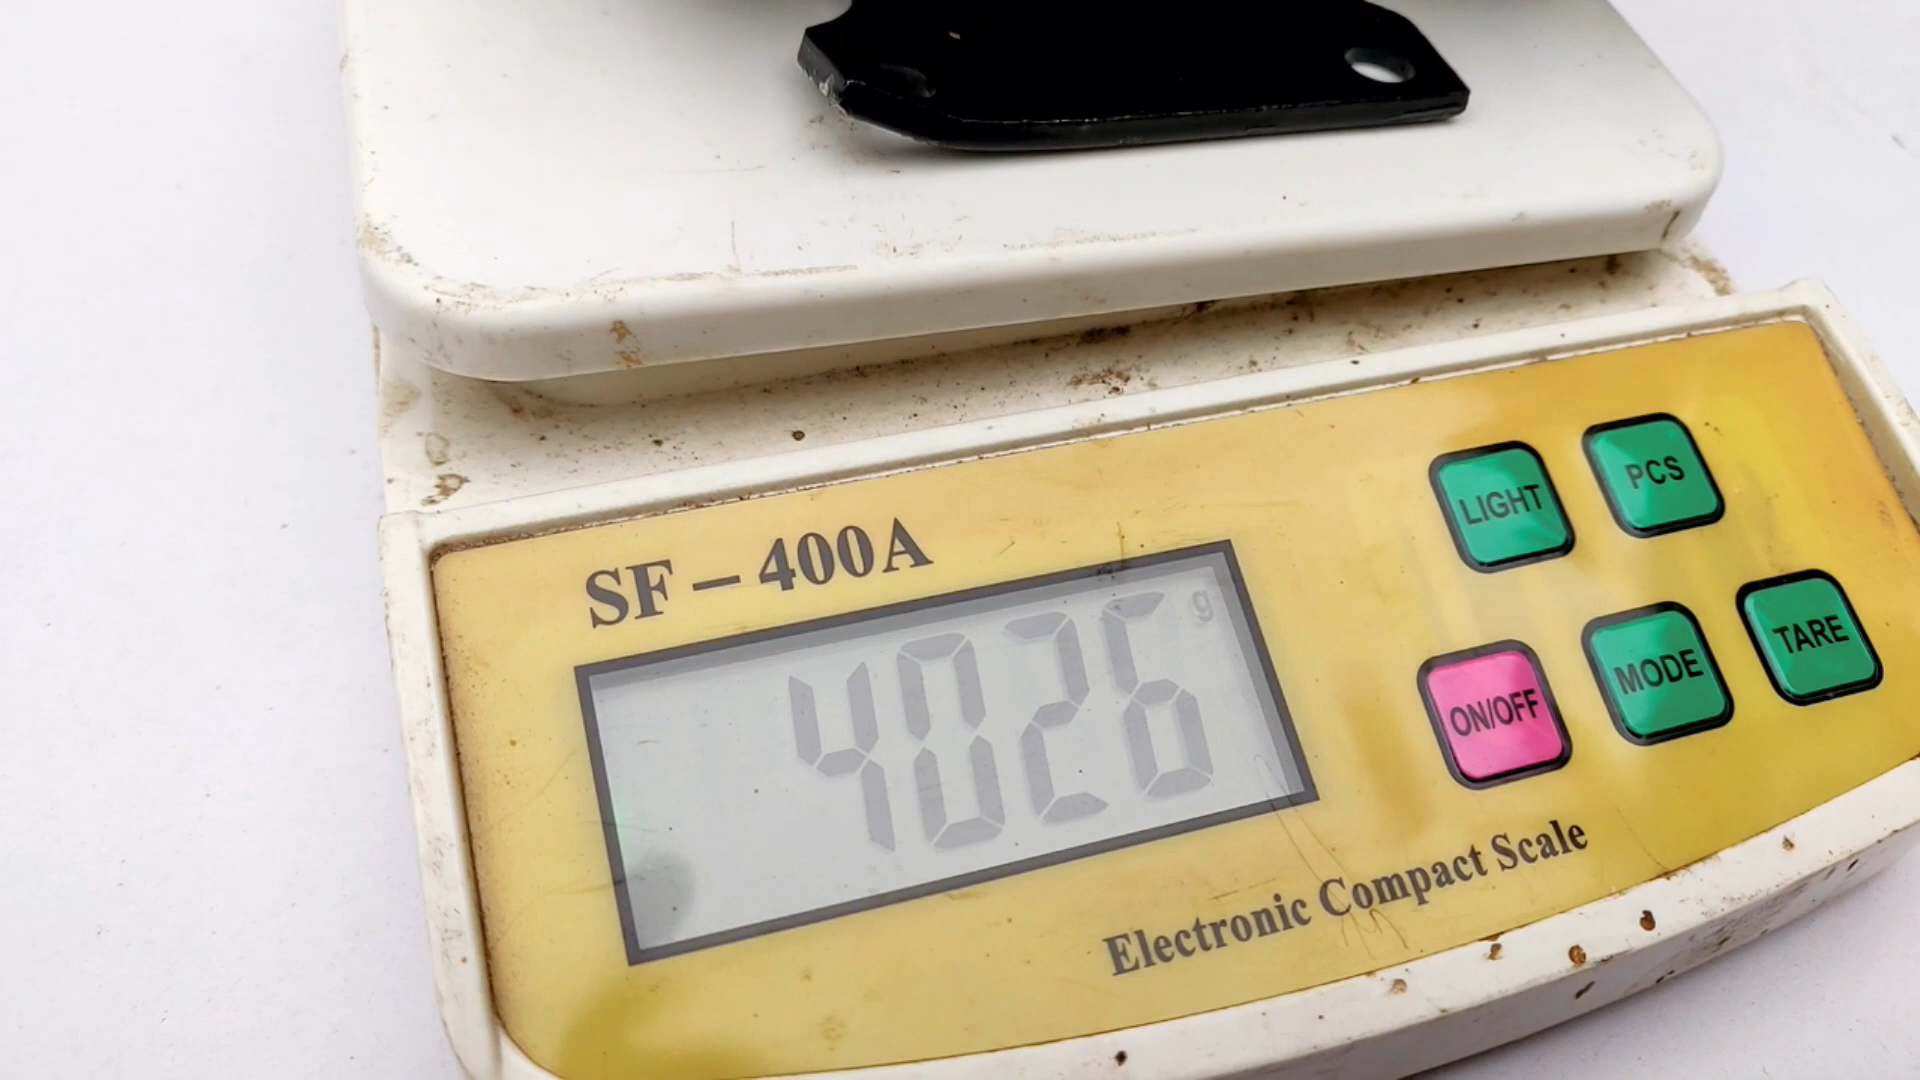 SF – 400A
4026 g
LIGHT
PCS
ON/OFF
MODE
TARE
Electronic Compact Scale